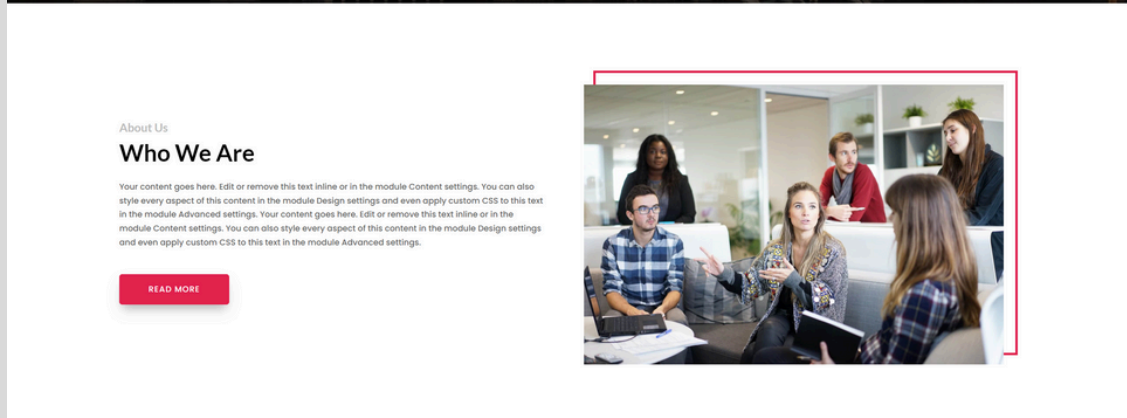 About Us
Who We Are
Your content goes here. Edit or remove this text inline or in the module Content settings. You can also
style every aspect of this content in the module Design settings and even apply custom CSS to this text
in the module Advanced settings. Your content goes here. Edit or remove this text inline or in the
module Content settings. You can also style every aspect of this content in the module Design settings
and even apply custom CSS to this text in the module Advanced settings.
READ MORE